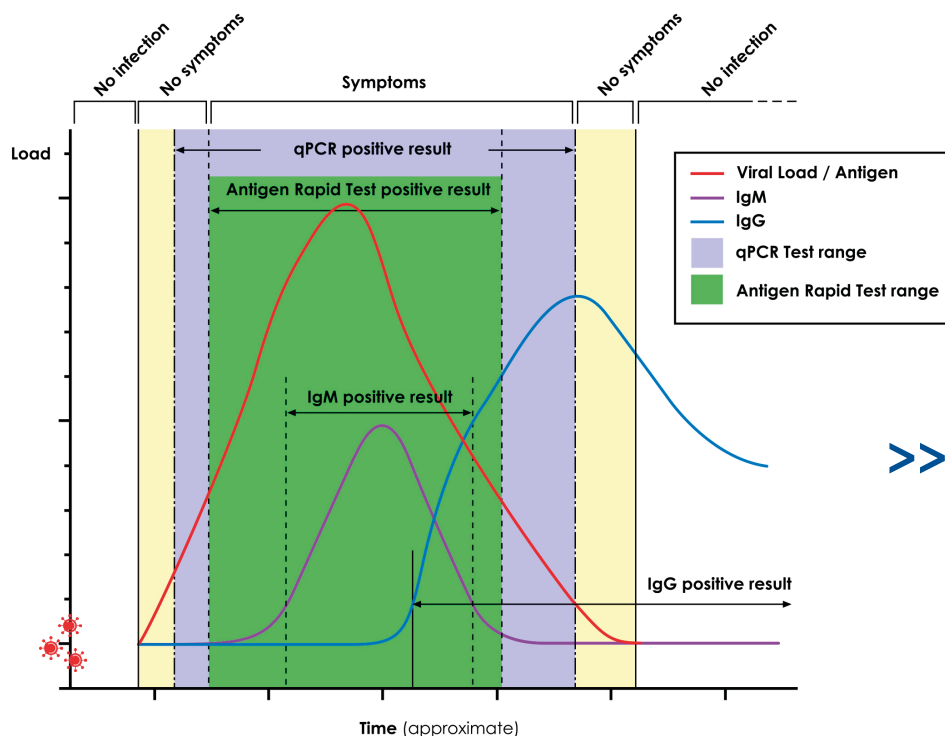 No infection
No symptoms
Symptoms
No symptoms
No infection
Load
qPCR positive result
Antigen Rapid Test positive result
Viral Load / Antigen
IgM
IgG
qPCR Test range
Antigen Rapid Test range
IgM positive result
>>
IgG positive result
Time (approximate)